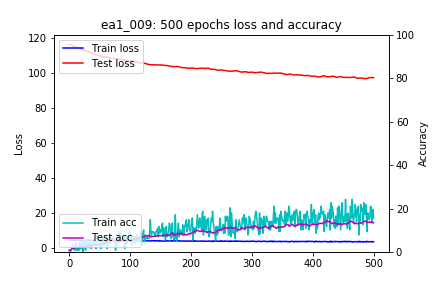 ea1_009: 500 epochs loss and accuracy
120
100
80
60
40
20
0
Loss
100
80
60
40
20
0
Accuracy
0
100
200
300
400
500
Train loss
Test loss
Train acc
Test acc